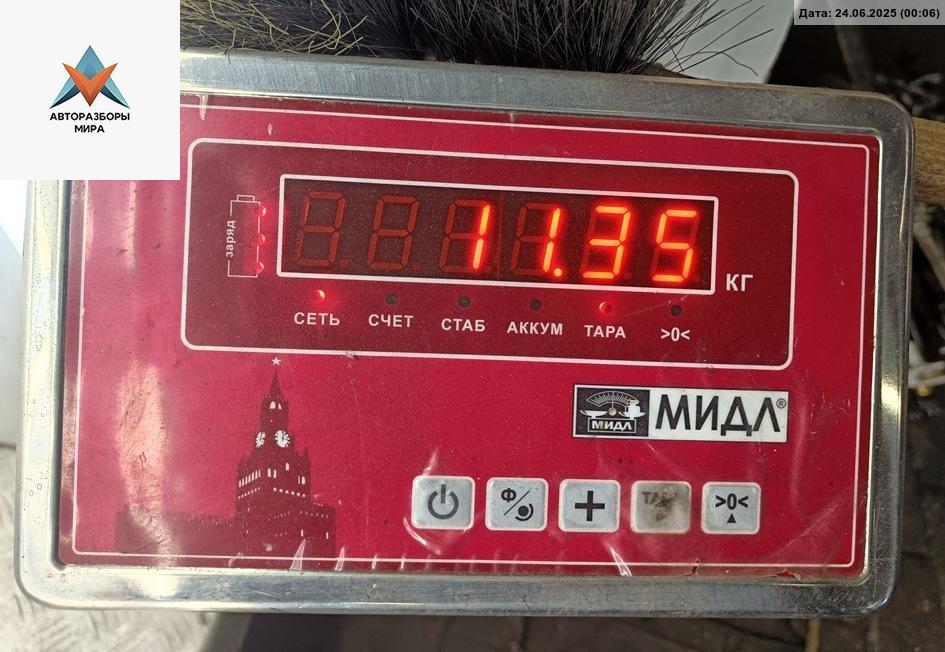 Дата: 24.06.2025 (00:06)
АВТОРАЗБОРЫ
МИРА
заряд
11.35
КГ
СЕТЬ СЧЕТ СТАБ АККУМ ТАРА >0<
МИДЛ МИДЛ®
Ф/ + >0<